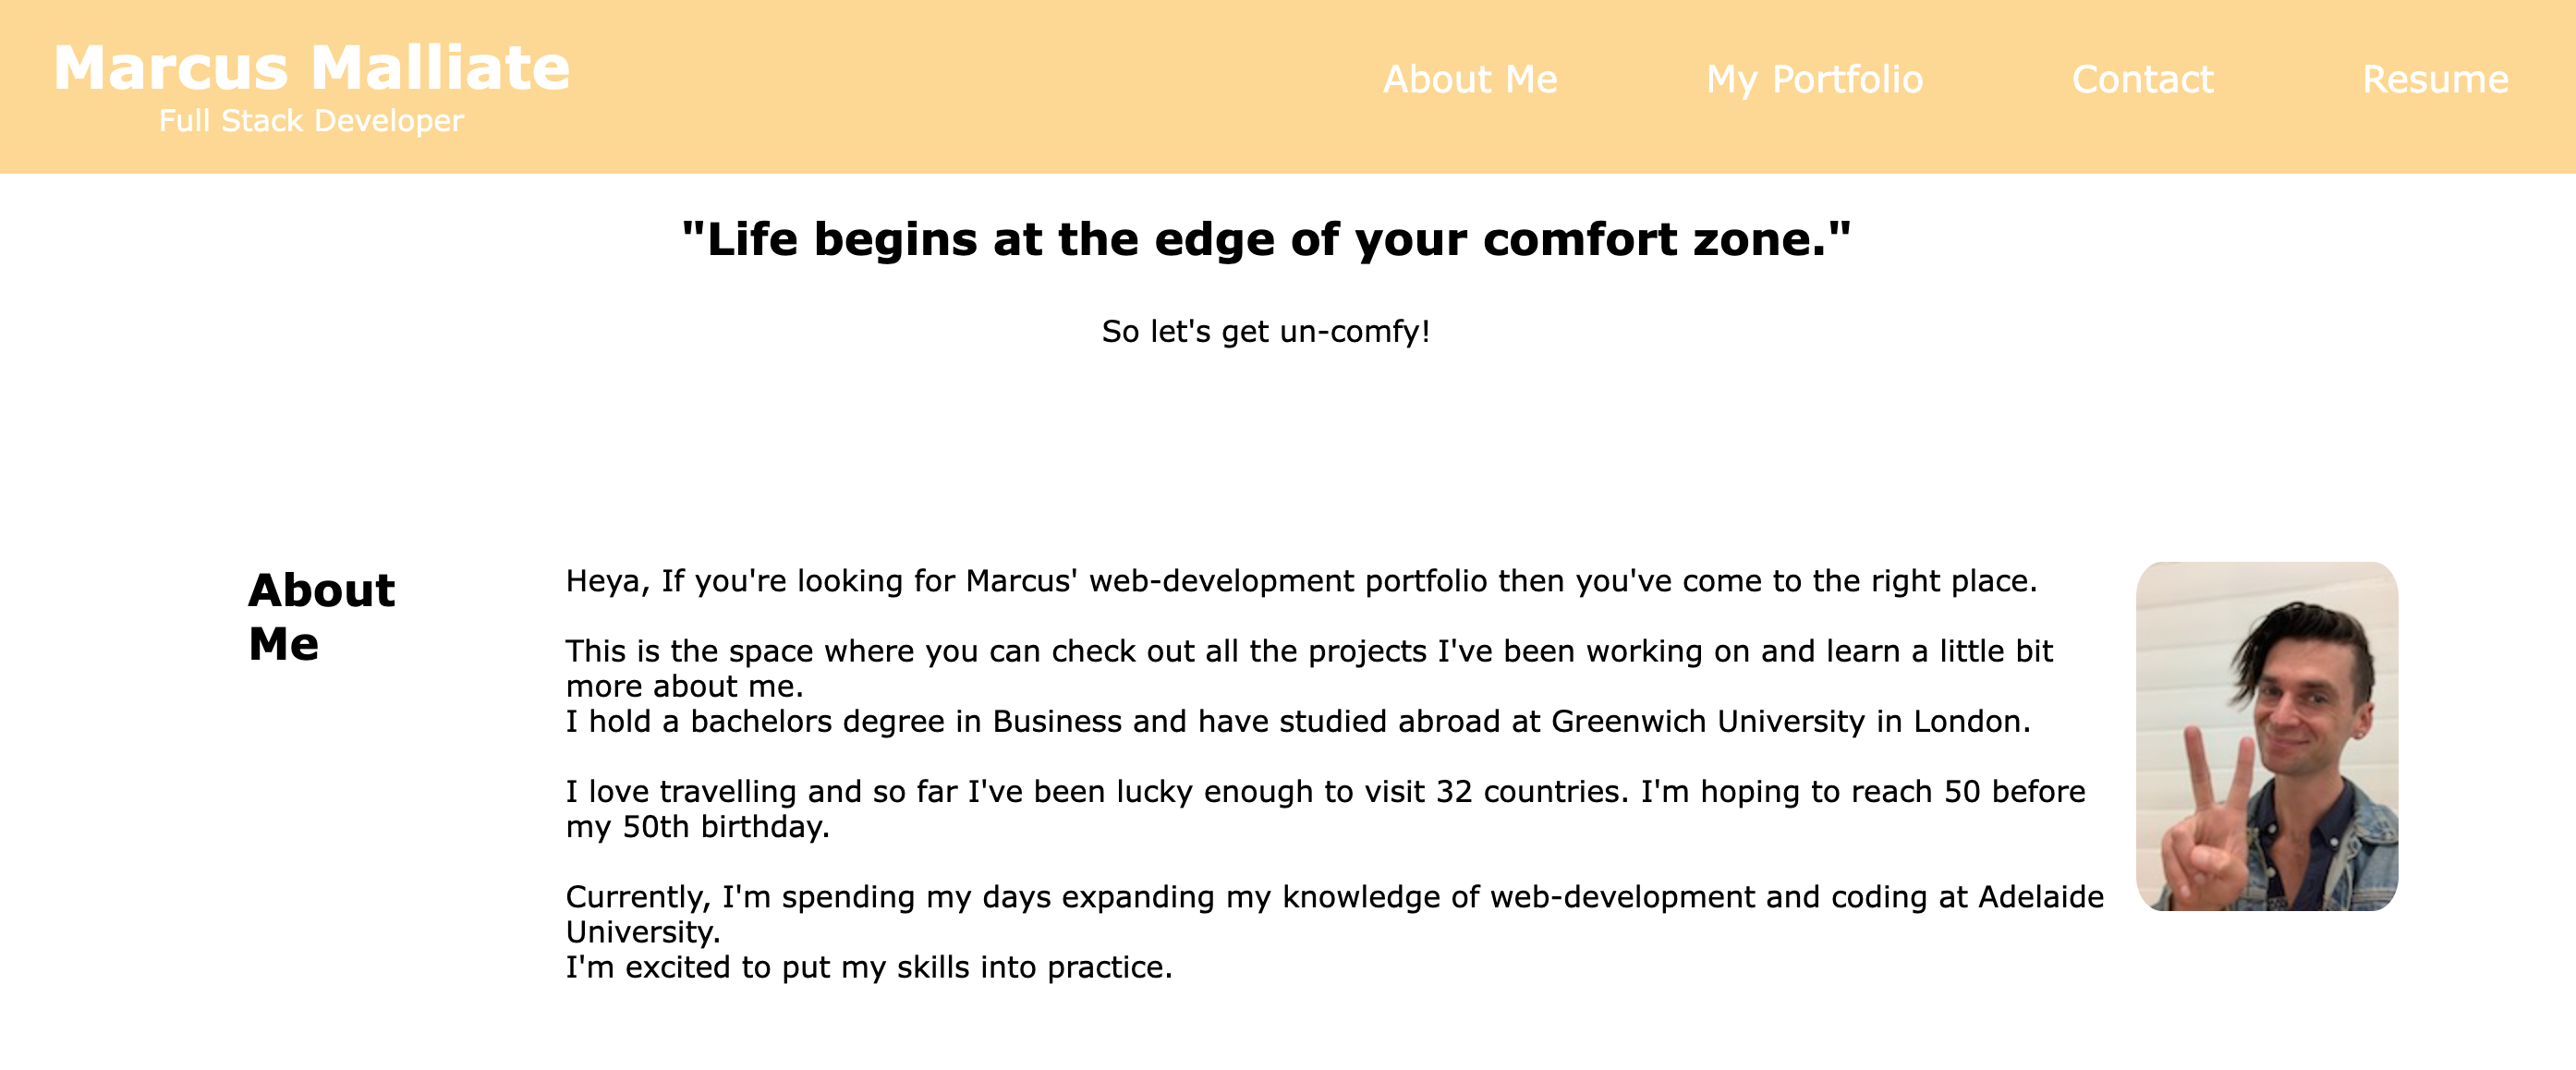 Marcus Malliate
Full Stack Developer
About Me
My Portfolio
Contact
Resume
"Life begins at the edge of your comfort zone."
So let's get un-comfy!
About
Me
Heya, If you're looking for Marcus' web-development portfolio then you've come to the right place.
This is the space where you can check out all the projects I've been working on and learn a little bit
more about me.
I hold a bachelors degree in Business and have studied abroad at Greenwich University in London.
I love travelling and so far I've been lucky enough to visit 32 countries. I'm hoping to reach 50 before
my 50th birthday.
Currently, I'm spending my days expanding my knowledge of web-development and coding at Adelaide
University.
I'm excited to put my skills into practice.